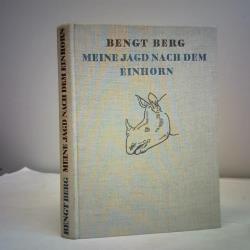 BENGT BERG
MEINE JAGD NACH DEM
EINHORN
BENGT BERG MEINE JAGD NACH DEM EINHORN